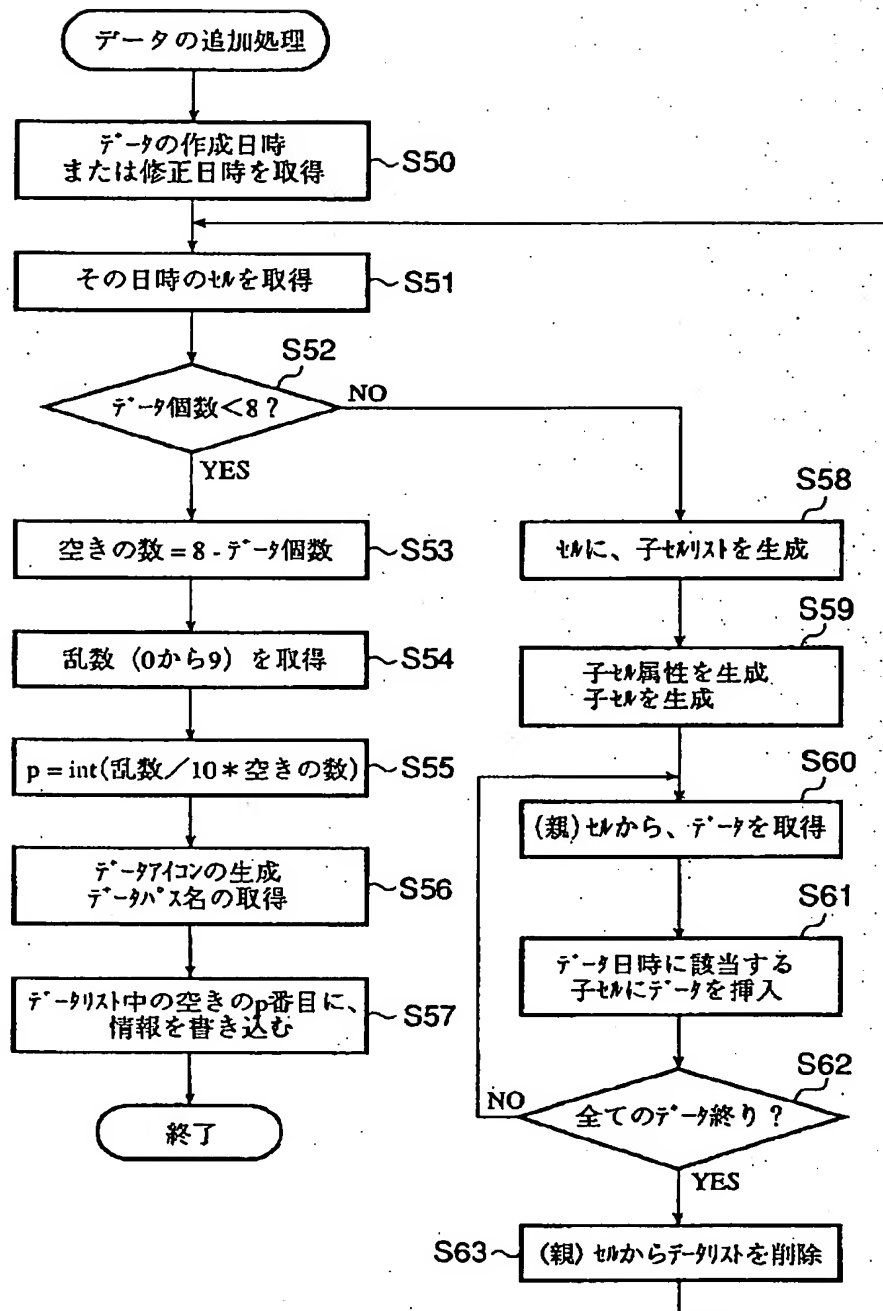 データの追加処理
ﾃﾞｰﾀの作成日時
または修正日時を取得
S50
その日時のｾﾙを取得
S51
S52
ﾃﾞｰﾀ個数＜8？
NO
YES
空きの数＝8 - ﾃﾞｰﾀ個数
S53
乱数（0から9）を取得
S54
p = int(乱数／10＊空きの数)
S55
ﾃﾞｰﾀアイコンの生成
ﾃﾞｰﾀﾊﾟｽ名の取得
S56
ﾃﾞｰﾀﾘｽﾄ中の空きのp番目に、
情報を書き込む
S57
終了
S58
ｾﾙに、子ｾﾙﾘｽﾄを生成
S59
子ｾﾙ属性を生成
子ｾﾙを生成
S60
(親)ｾﾙから、ﾃﾞｰﾀを取得
S61
ﾃﾞｰﾀ日時に該当する
子ｾﾙにﾃﾞｰﾀを挿入
S62
全てのﾃﾞｰﾀ終り？
NO
YES
S63
(親)ｾﾙからﾃﾞｰﾀﾘｽﾄを削除